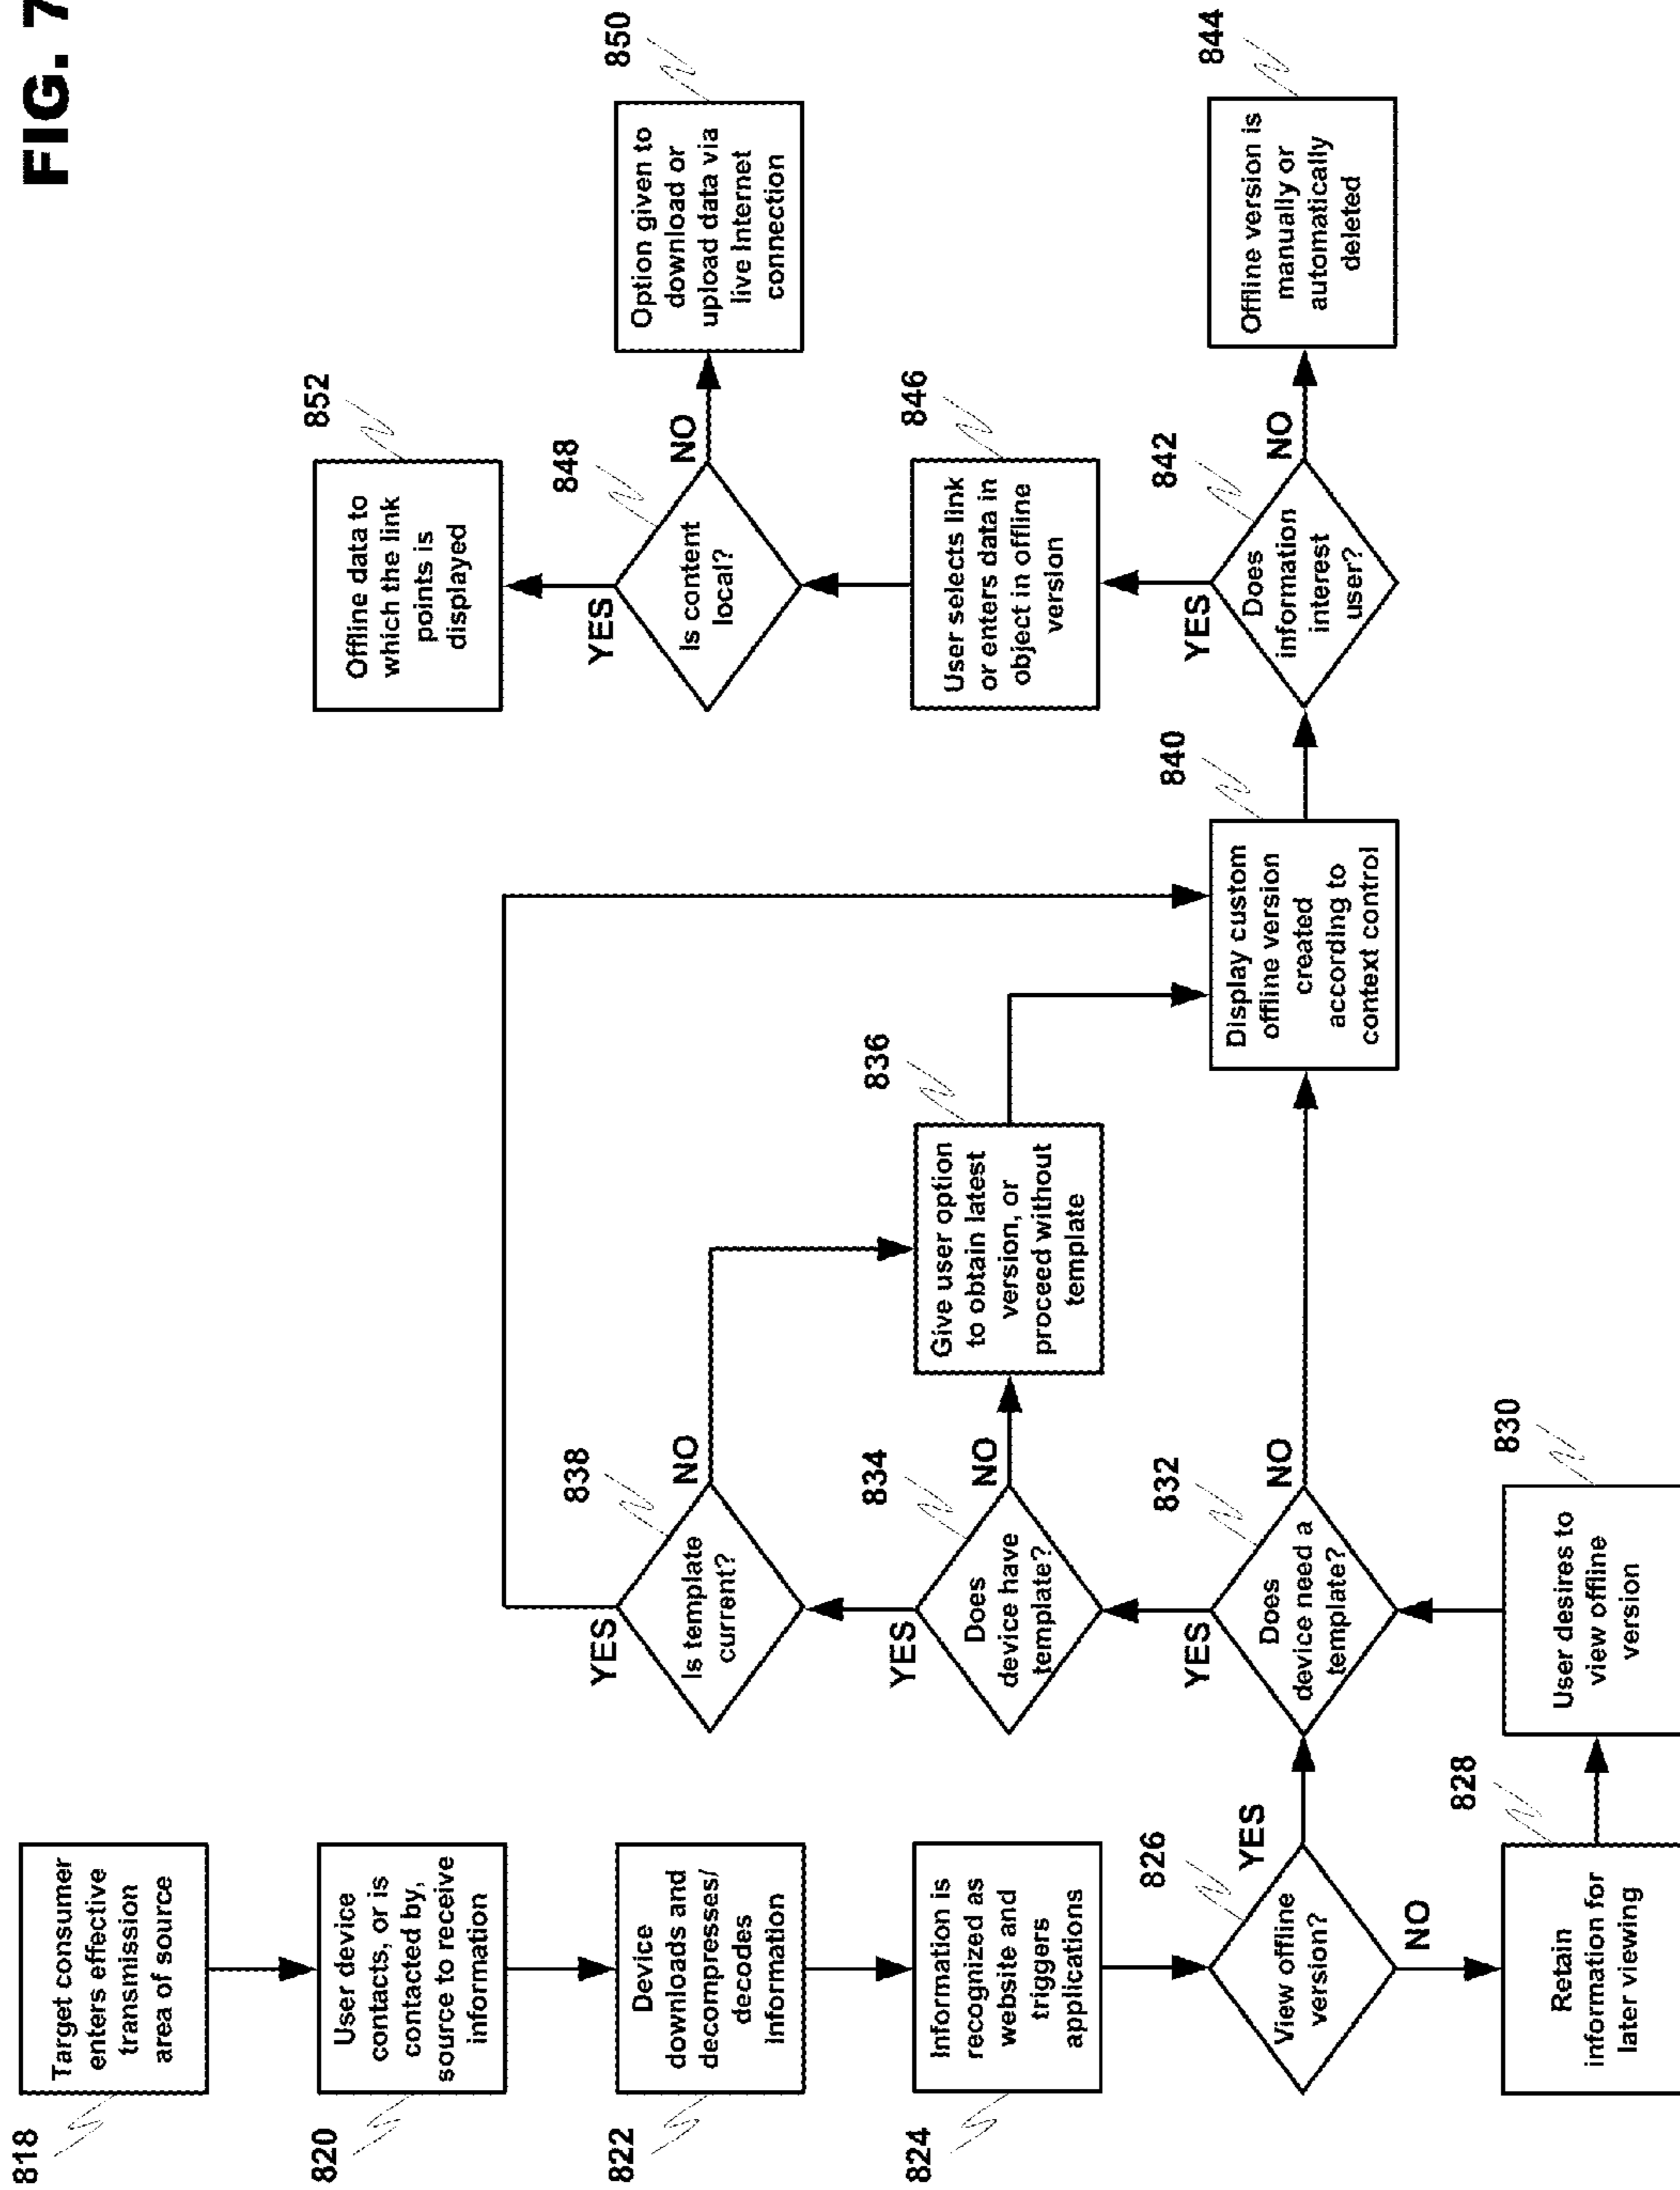 FIG. 7
818
Target consumer
enters effective
transmission
area of source
820
User device
contacts, or is
contacted by,
source to receive
information
822
Device
downloads and
decompresses/
decodes
information
824
Information is
recognized as
website and
triggers
applications
826
View offline
version?
YES
NO
828
Retain
information for
later viewing
830
User desires to
view offline
version
832
Does
device need a
template?
YES
NO
834
Does
device have
template?
YES
NO
836
Give user option
to obtain latest
version, or
proceed without
template
838
Is template
current?
YES
NO
840
Display custom
offline version
created
according to
context control
842
Does
information
interest
user?
YES
NO
844
Offline version is
manually or
automatically
deleted
846
User selects link
or enters data in
object in offline
version
848
Is content
local?
YES
NO
850
Option given to
download or
upload data via
live Internet
connection
852
Offline data to
which the link
points is
displayed